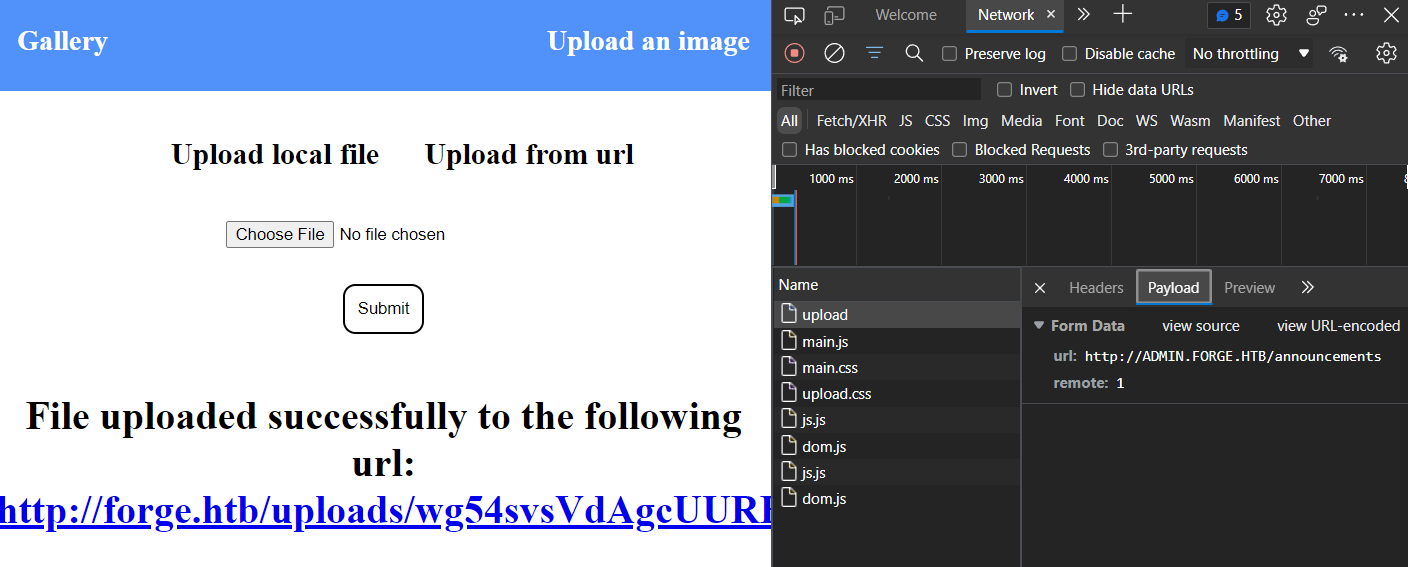 Gallery Upload an image
Upload local file Upload from url
Choose File No file chosen
Submit
File uploaded successfully to the following
url:
http://forge.htb/uploads/wg54svsVdAgcUUR
Welcome Network 5
Preserve log Disable cache No throttling
Filter Invert Hide data URLs
All Fetch/XHR JS CSS Img Media Font Doc WS Wasm Manifest Other
Has blocked cookies Blocked Requests 3rd-party requests
1000 ms 2000 ms 3000 ms 4000 ms 5000 ms 6000 ms 7000 ms 8
Name
upload
main.js
main.css
upload.css
js.js
dom.js
js.js
dom.js
Headers Payload Preview
Form Data view source view URL-encoded
url: http://ADMIN.FORGE.HTB/announcements
remote: 1